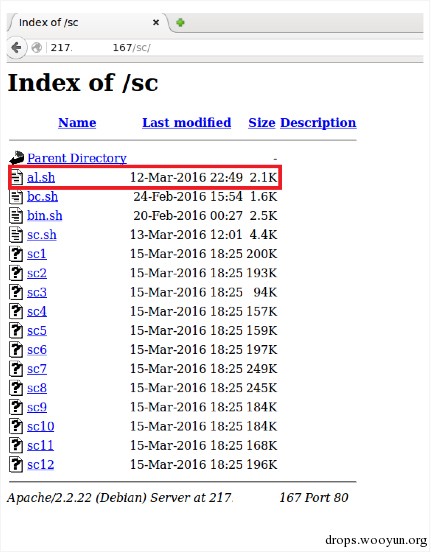 Index of /sc
217. 167/sc/
Index of /sc
Name Last modified Size Description
Parent Directory -
al.sh 12-Mar-2016 22:49 2.1K
bc.sh 24-Feb-2016 15:54 1.6K
bin.sh 20-Feb-2016 00:27 2.5K
sc.sh 13-Mar-2016 12:01 4.4K
sc1 15-Mar-2016 18:25 200K
sc2 15-Mar-2016 18:25 193K
sc3 15-Mar-2016 18:25 94K
sc4 15-Mar-2016 18:25 157K
sc5 15-Mar-2016 18:25 159K
sc6 15-Mar-2016 18:25 197K
sc7 15-Mar-2016 18:25 249K
sc8 15-Mar-2016 18:25 245K
sc9 15-Mar-2016 18:25 184K
sc10 15-Mar-2016 18:25 184K
sc11 15-Mar-2016 18:25 168K
sc12 15-Mar-2016 18:25 196K
Apache/2.2.22 (Debian) Server at 217. 167 Port 80
drops.wooyun.org